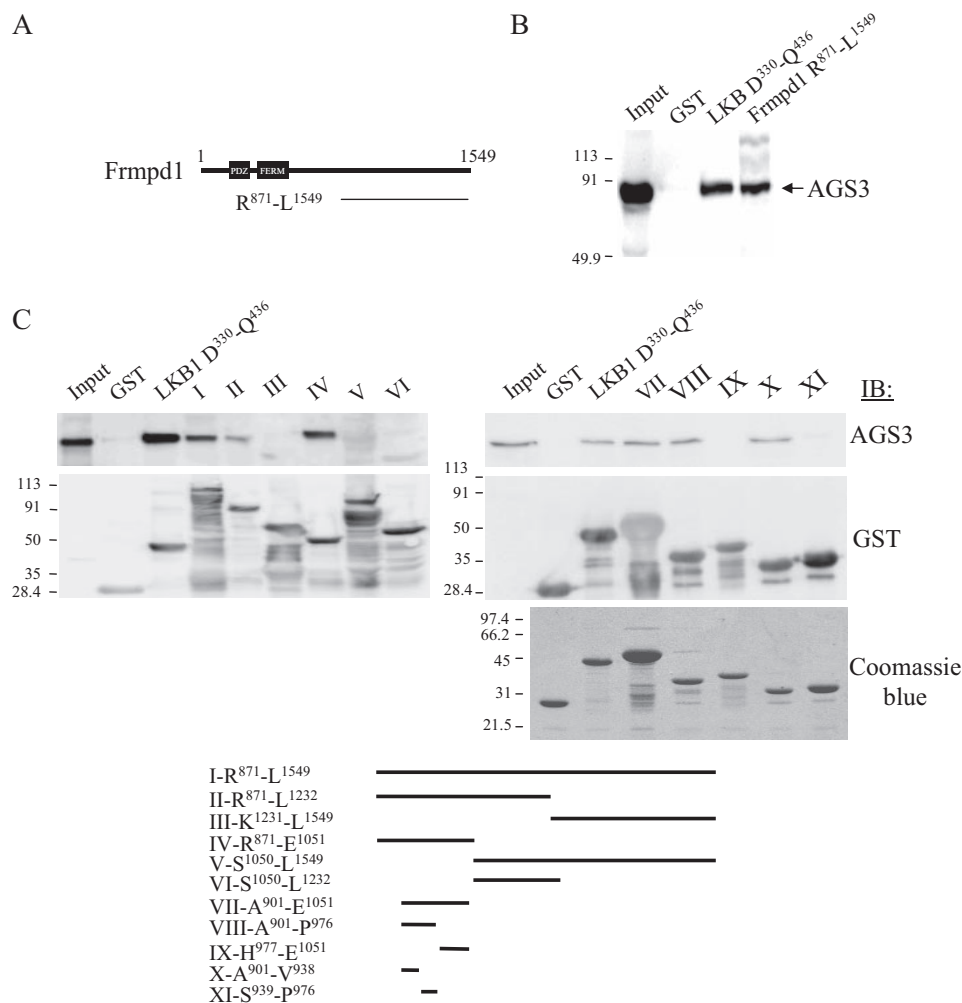 A
1 1549
Frmpd1
PDZ FERM
R⁸⁷¹-L¹⁵⁴⁹
B
Input GST LKB D³³⁰-Q⁴³⁶ Frmpd1 R⁸⁷¹-L¹⁵⁴⁹
113
91
AGS3
49.9
C
Input GST LKB1 D³³⁰-Q⁴³⁶ I II III IV V VI
113
91
50
35
28.4
Input GST LKB1 D³³⁰-Q⁴³⁶ VII VIII IX X XI
IB:
AGS3
113
91
50
35
28.4
GST
97.4
66.2
45
31
21.5
Coomassie
blue
I-R⁸⁷¹-L¹⁵⁴⁹
II-R⁸⁷¹-L¹²³²
III-K¹²³¹-L¹⁵⁴⁹
IV-R⁸⁷¹-E¹⁰⁵¹
V-S¹⁰⁵⁰-L¹⁵⁴⁹
VI-S¹⁰⁵⁰-L¹²³²
VII-A⁹⁰¹-E¹⁰⁵¹
VIII-A⁹⁰¹-P⁹⁷⁶
IX-H⁹⁷⁷-E¹⁰⁵¹
X-A⁹⁰¹-V⁹³⁸
XI-S⁹³⁹-P⁹⁷⁶